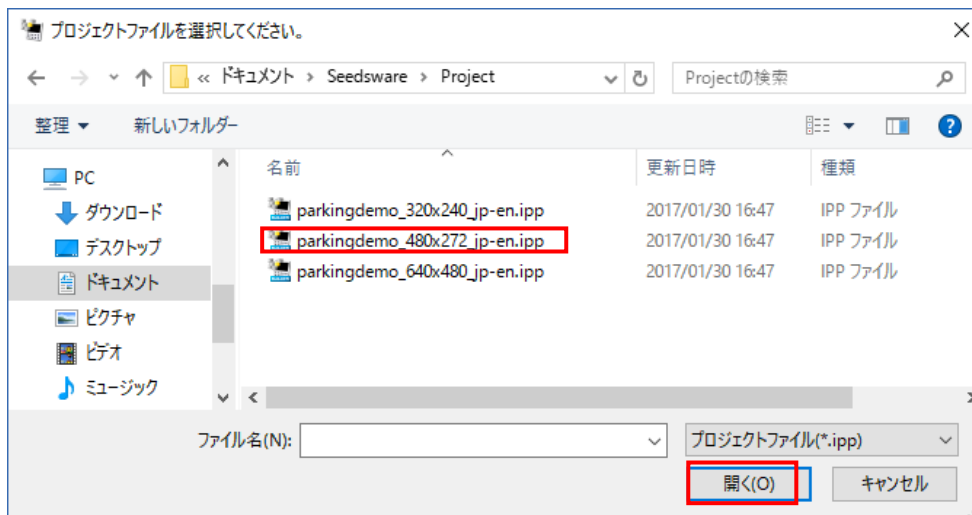 プロジェクトファイルを選択してください。
« ドキュメント › Seedsware › Project
Projectの検索
整理 新しいフォルダー
名前 更新日時 種類
PC
ダウンロード
デスクトップ
ドキュメント
ピクチャ
ビデオ
ミュージック
parkingdemo_320x240_jp-en.ipp 2017/01/30 16:47 IPP ファイル
parkingdemo_480x272_jp-en.ipp 2017/01/30 16:47 IPP ファイル
parkingdemo_640x480_jp-en.ipp 2017/01/30 16:47 IPP ファイル
ファイル名(N):
プロジェクトファイル(*.ipp)
開く(O) キャンセル